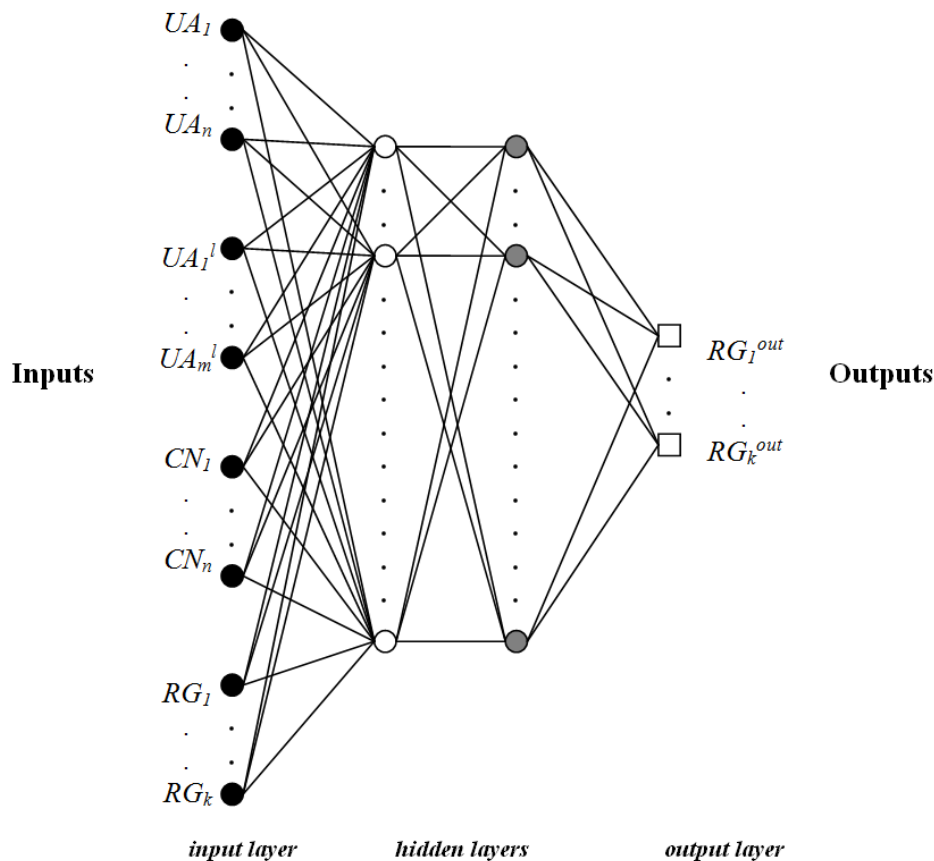 UA₁
UAₙ
UA₁ˡ
UAₘˡ
Inputs
RG₁ᵒᵘᵗ
Outputs
CN₁
RGₖᵒᵘᵗ
CNₙ
RG₁
RGₖ
input layer
hidden layers
output layer